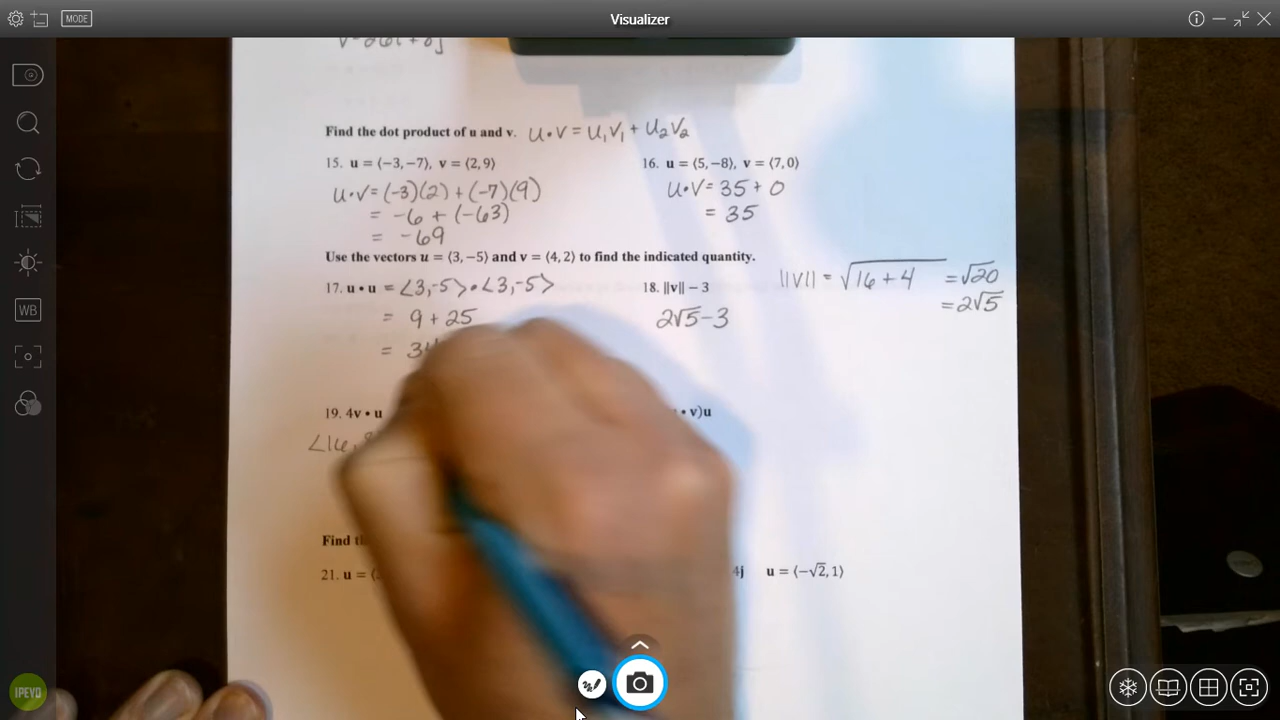 Visualizer
MODE
WB
Find the dot product of u and v. u•v = u₁v₁ + u₂v₂
15. u = ⟨−3, −7⟩, v = ⟨2, 9⟩
u•v = (-3)(2) + (-7)(9)
= -6 + (-63)
= -69
16. u = ⟨5, −8⟩, v = ⟨7, 0⟩
u•v = 35 + 0
= 35
Use the vectors u = ⟨3, −5⟩ and v = ⟨4, 2⟩ to find the indicated quantity.
17. u • u = <3,-5>•<3,-5>
= 9 + 25
= 34
18. ||v|| − 3
2√5 - 3
||v|| = √16 + 4 = √20
= 2√5
19. 4v • u
<16,
• v)u
Find
21. u = ⟨
4j u = ⟨−√2, 1⟩
IPEVO